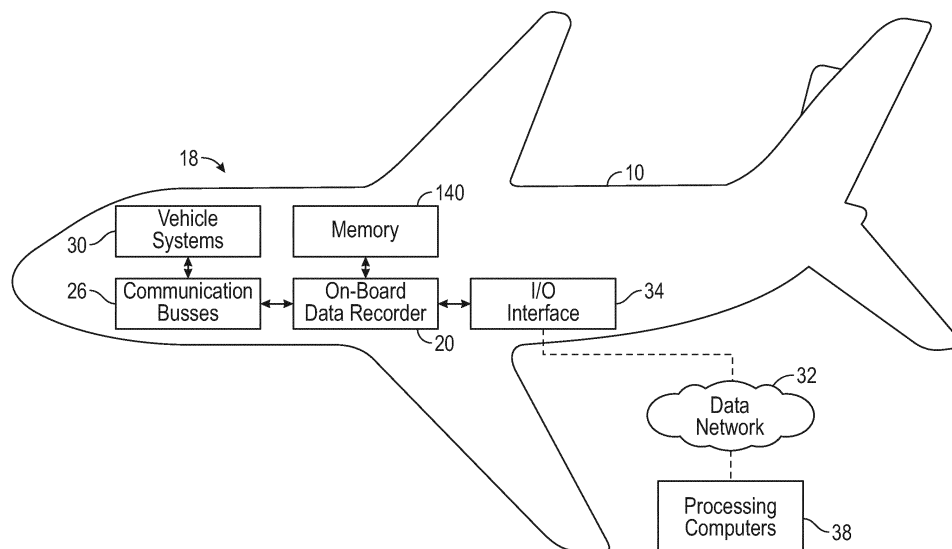 18
10
140
Vehicle
Systems
Memory
30
26
Communication
Busses
On-Board
Data Recorder
I/O
Interface
34
20
32
Data
Network
Processing
Computers
38